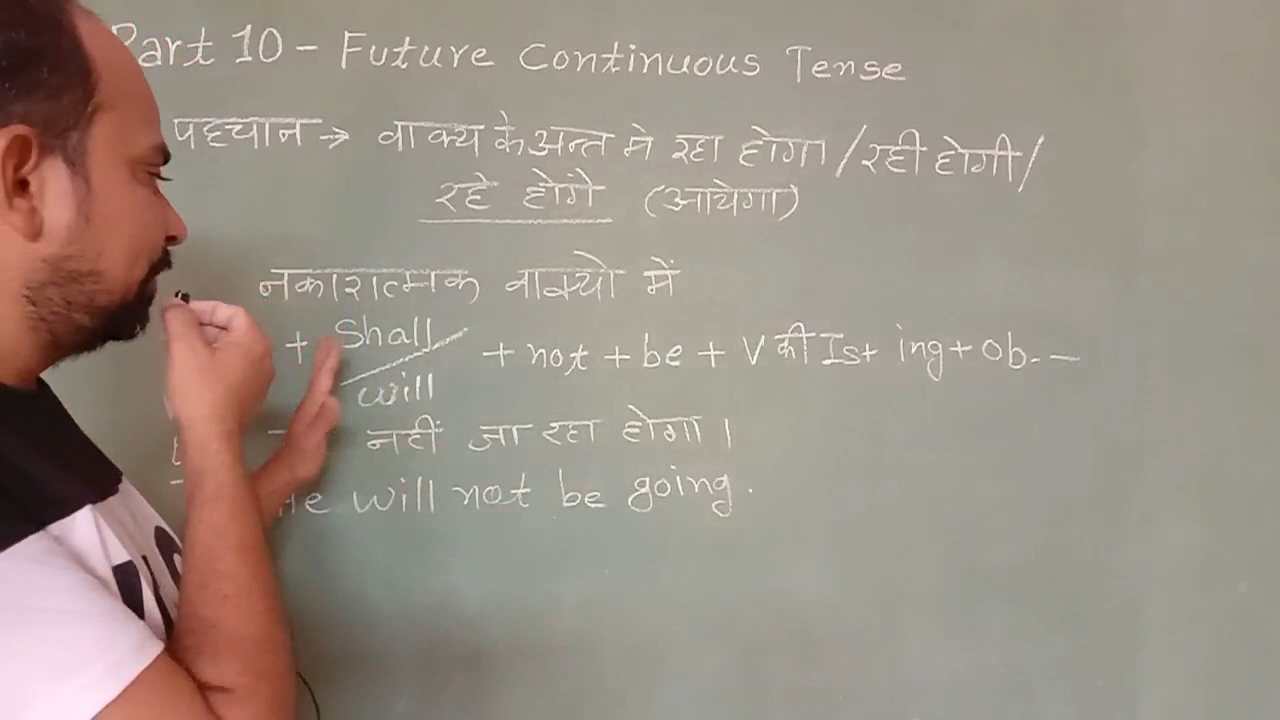 Part 10 - Future Continuous Tense
पहचान → वाक्य के अन्त मे रहा होगा / रही होगी /
रहे होगें (आयेगा)
नकारात्मक वाक्यो में
+ Shall / will + not + be + V की Ist ing + ob. -
नहीं जा रहा होगा।
He will not be going.